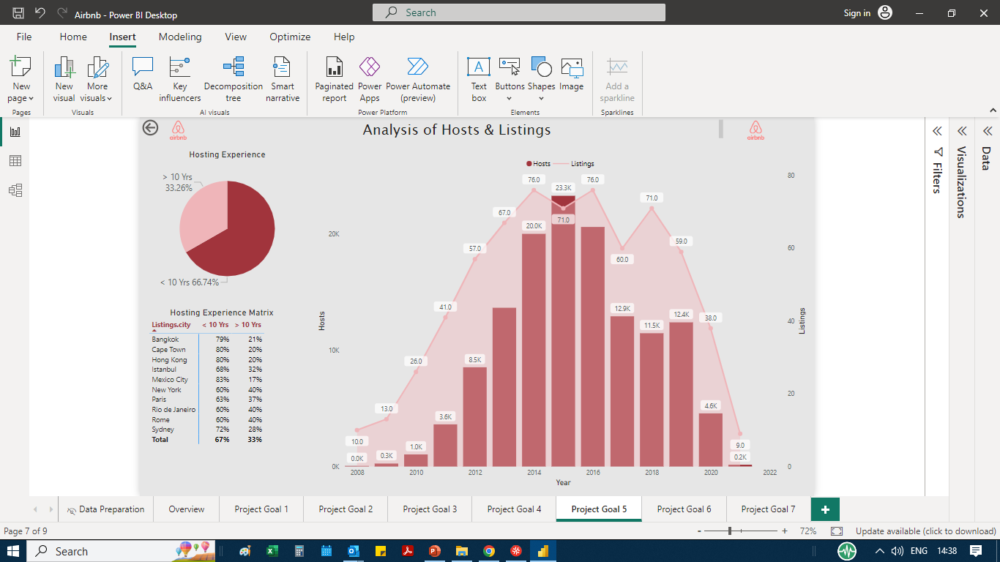 Airbnb - Power BI Desktop
Search
Sign in
File Home Insert Modeling View Optimize Help
New page
New visual
More visuals
Q&A
Key influencers
Decomposition tree
Smart narrative
Paginated report
Power Apps
Power Automate (preview)
Text box
Buttons
Shapes
Image
Add a sparkline
Pages Visuals AI visuals Power Platform Elements Sparklines
airbnb
Analysis of Hosts & Listings
airbnb
Hosting Experience
> 10 Yrs
33.26%
< 10 Yrs 66.74%
Hosting Experience Matrix
Listings.city < 10 Yrs > 10 Yrs
Bangkok 79% 21%
Cape Town 80% 20%
Hong Kong 80% 20%
Istanbul 68% 32%
Mexico City 83% 17%
New York 60% 40%
Paris 63% 37%
Rio de Janeiro 60% 40%
Rome 60% 40%
Sydney 72% 28%
Total 67% 33%
Hosts Listings
76.0 76.0
23.3K
71.0
67.0
20.0K
71.0
57.0
59.0
60.0
41.0
12.9K
12.4K
38.0
11.5K
26.0
8.5K
13.0
4.6K
3.6K
10.0
1.0K
9.0
0.0K
0.3K
0.2K
20K
10K
0K
Hosts
80
60
40
20
0
Listings
2008 2010 2012 2014 2016 2018 2020 2022
Year
Filters
Visualizations
Data
Data Preparation Overview Project Goal 1 Project Goal 2 Project Goal 3 Project Goal 4 Project Goal 5 Project Goal 6 Project Goal 7 +
Page 7 of 9
- + 72%
Update available (click to download)
Search
ENG 14:38